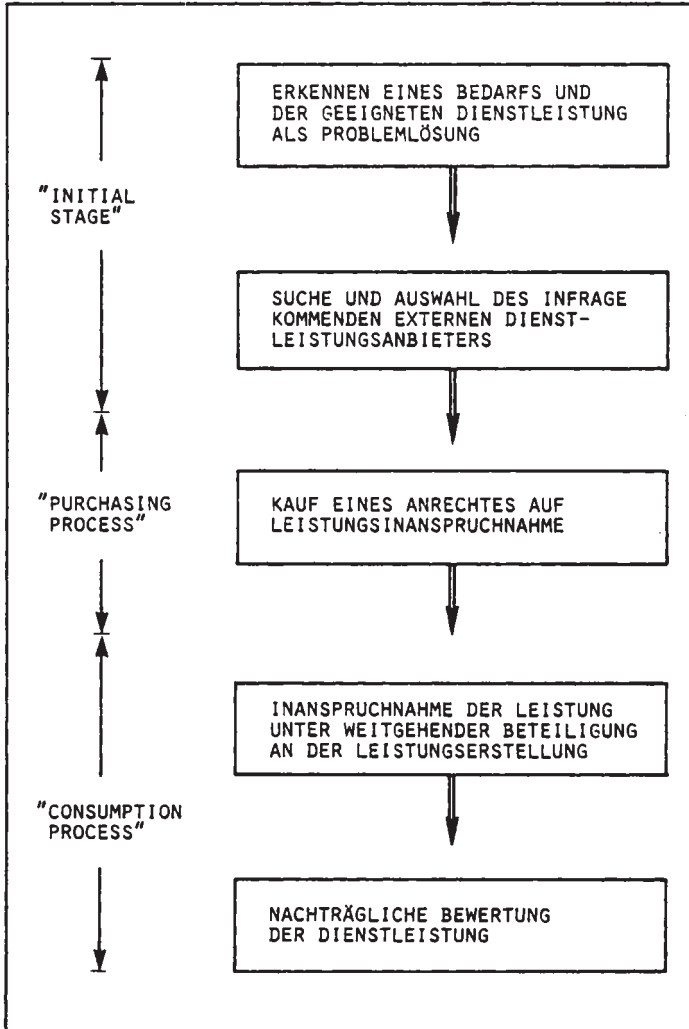 ERKENNEN EINES BEDARFS UND
DER GEEIGNETEN DIENSTLEISTUNG
ALS PROBLEMLÖSUNG
"INITIAL
STAGE"
SUCHE UND AUSWAHL DES INFRAGE
KOMMENDEN EXTERNEN DIENST-
LEISTUNGSANBIETERS
"PURCHASING
PROCESS"
KAUF EINES ANRECHTES AUF
LEISTUNGSINANSPRUCHNAHME
INANSPRUCHNAHME DER LEISTUNG
UNTER WEITGEHENDER BETEILIGUNG
AN DER LEISTUNGSERSTELLUNG
"CONSUMPTION
PROCESS"
NACHTRÄGLICHE BEWERTUNG
DER DIENSTLEISTUNG